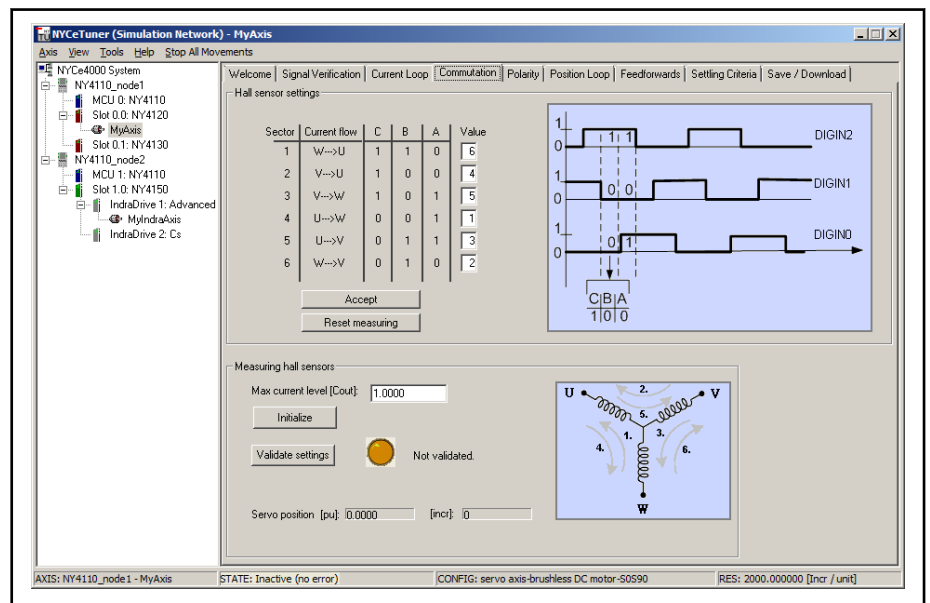 NYCeTuner (Simulation Network) - MyAxis
Axis View Tools Help Stop All Movements
NYCe4000 System
NY4110_node1
MCU 0: NY4110
Slot 0.0: NY4120
MyAxis
Slot 0.1: NY4130
NY4110_node2
MCU 1: NY4110
Slot 1.0: NY4150
IndraDrive 1: Advanced
MyIndraAxis
IndraDrive 2: Cs
Welcome Signal Verification Current Loop Commutation Polarity Position Loop Feedforwards Settling Criteria Save / Download
Hall sensor settings
Sector Current flow C B A Value
1 W--->U 1 1 0 6
2 V--->U 1 0 0 4
3 V--->W 1 0 1 5
4 U--->W 0 0 1 1
5 U--->V 0 1 1 3
6 W--->V 0 1 0 2
Accept
Reset measuring
1 0 1 1 DIGIN2
1 0 0 0 DIGIN1
1 0 0 1 DIGIN0
C B A
1 0 0
Measuring hall sensors
Max current level [Cout]: 1.0000
Initialize
Validate settings Not validated.
Servo position [pu]: 0.0000 [incr]: 0
U 2. V
5.
1. 3.
4. 6.
W
AXIS: NY4110_node1 - MyAxis STATE: Inactive (no error) CONFIG: servo axis-brushless DC motor-S0S90 RES: 2000.000000 [Incr / unit]